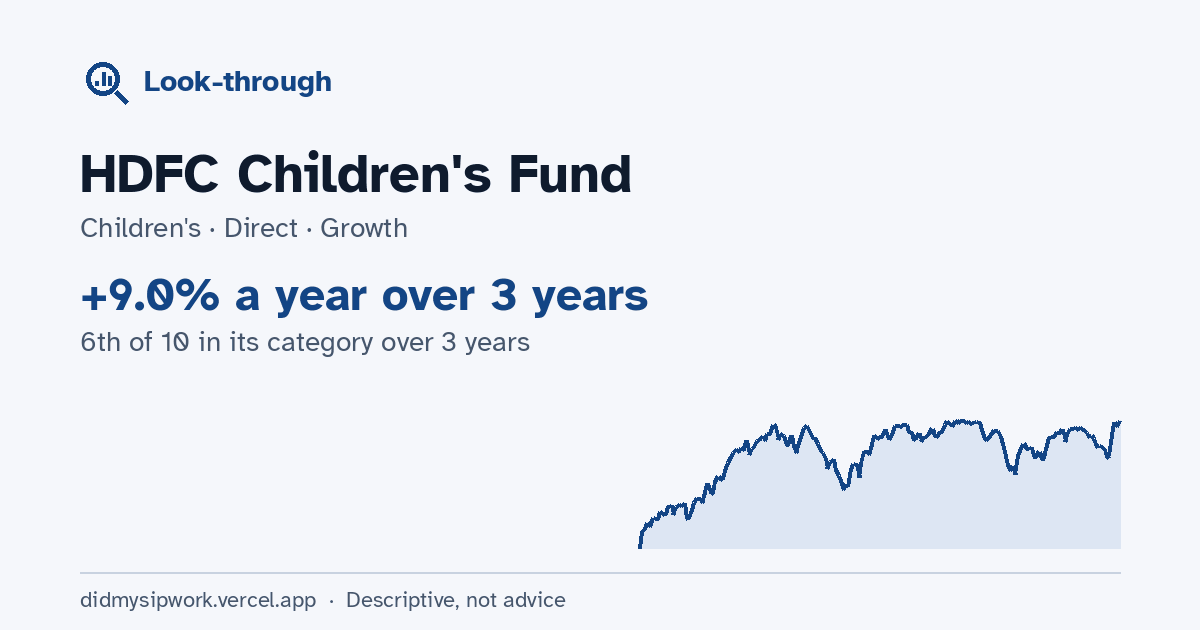 Look-through
HDFC Children's Fund
Children's · Direct · Growth
+9.0% a year over 3 years
6th of 10 in its category over 3 years
didmysipwork.vercel.app · Descriptive, not advice